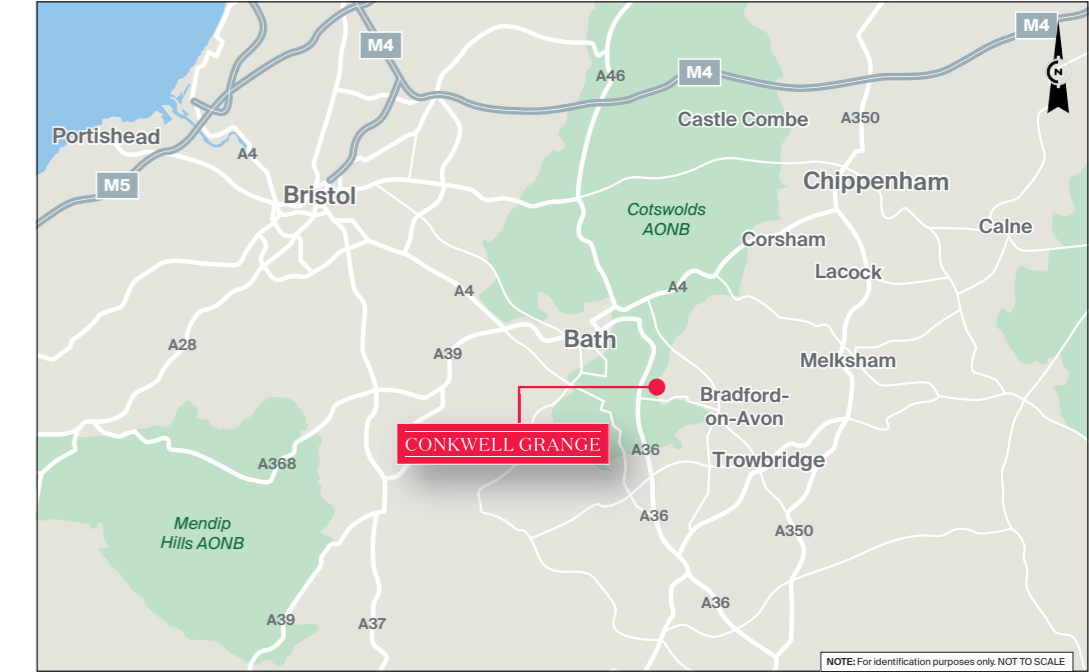 M4
M4
N
A46
M4
Castle Combe
A350
Portishead
A4
M5
Bristol
Chippenham
Cotswolds
AONB
Calne
Corsham
Lacock
A4
A4
Bath
A28
A39
Melksham
Bradford-
on-Avon
CONKWELL GRANGE
A36
Trowbridge
A368
A36
Mendip
Hills AONB
A350
A36
A39
A37
NOTE: For identification purposes only. NOT TO SCALE